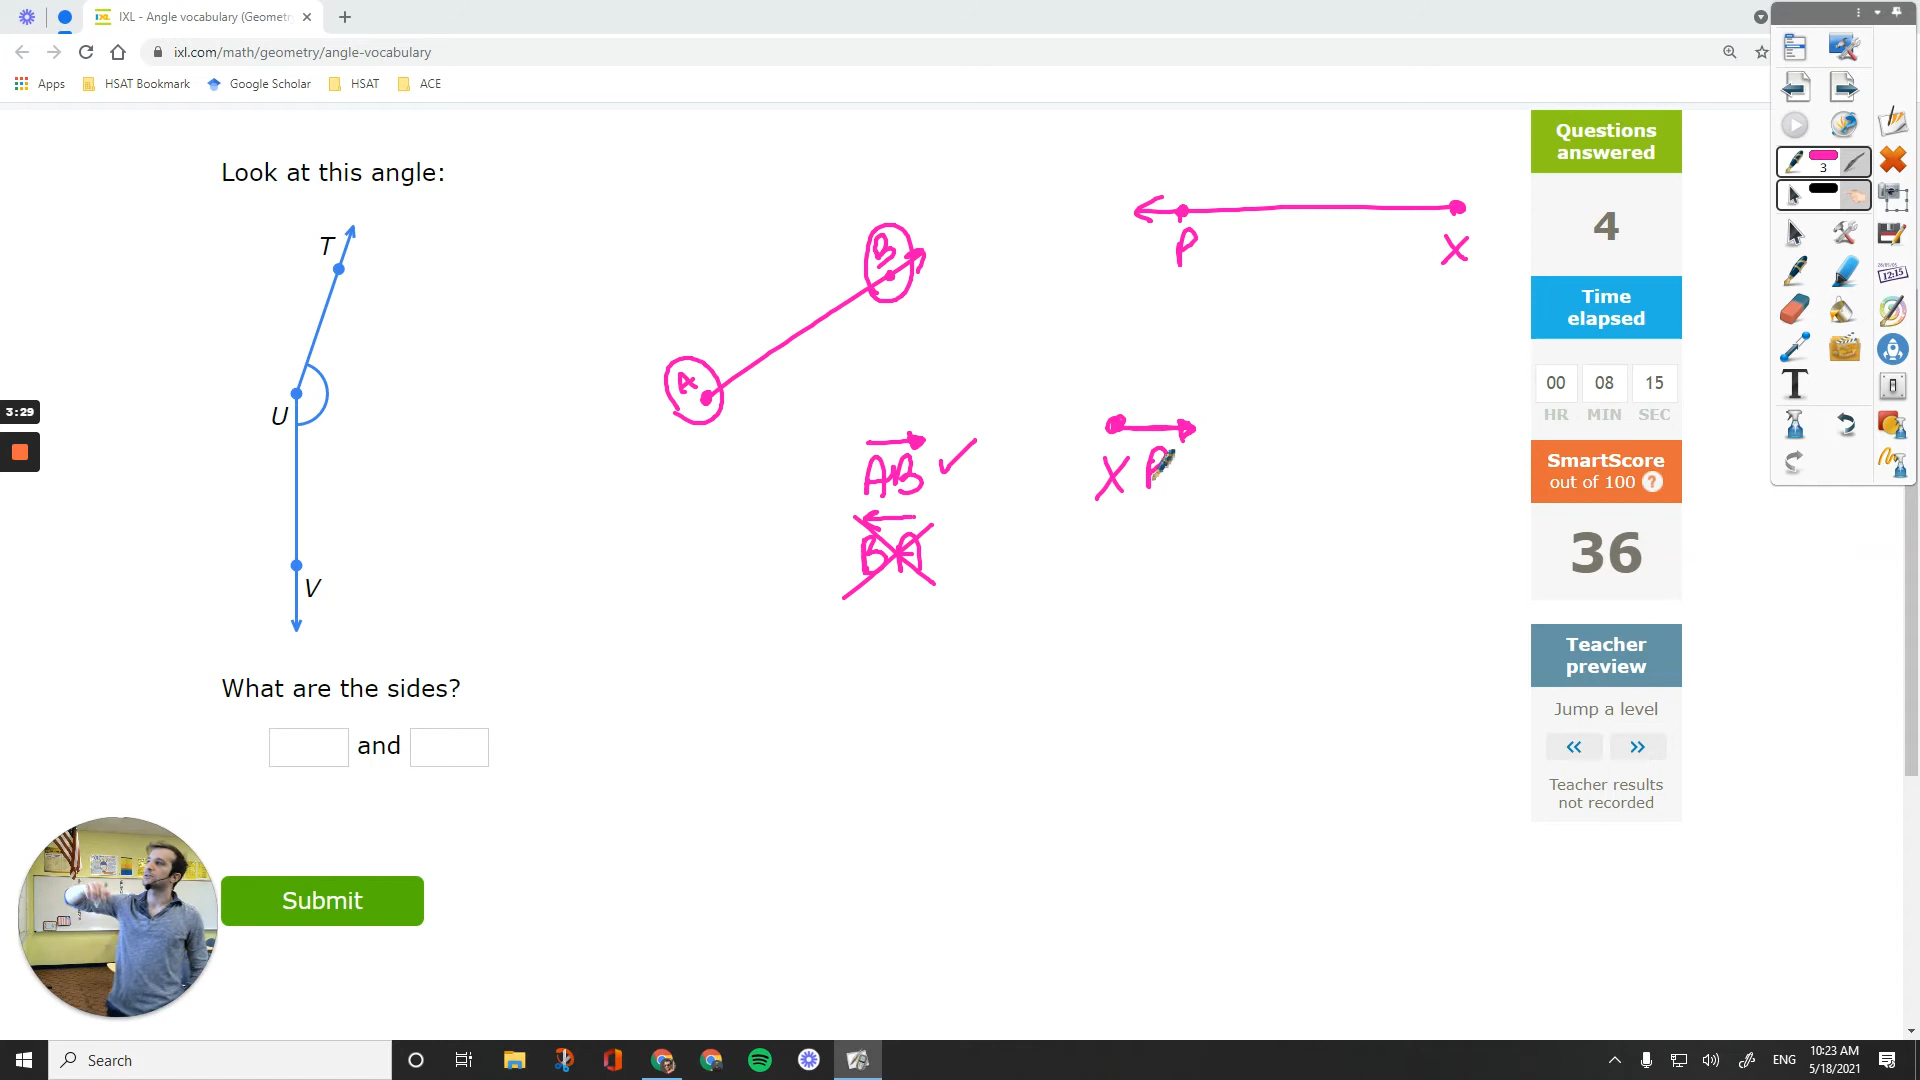 IXL - Angle vocabulary (Geometr
ixl.com/math/geometry/angle-vocabulary
Apps HSAT Bookmark Google Scholar HSAT ACE
Look at this angle:
T
U
V
B
A
AB
BA
P
X
X P
What are the sides?
and
Submit
3:29
Questions
answered
4
Time
elapsed
00 08 15
HR MIN SEC
SmartScore
out of 100 ?
36
Teacher
preview
Jump a level
Teacher results
not recorded
3
12:15
T
Search
ENG
10:23 AM
5/18/2021